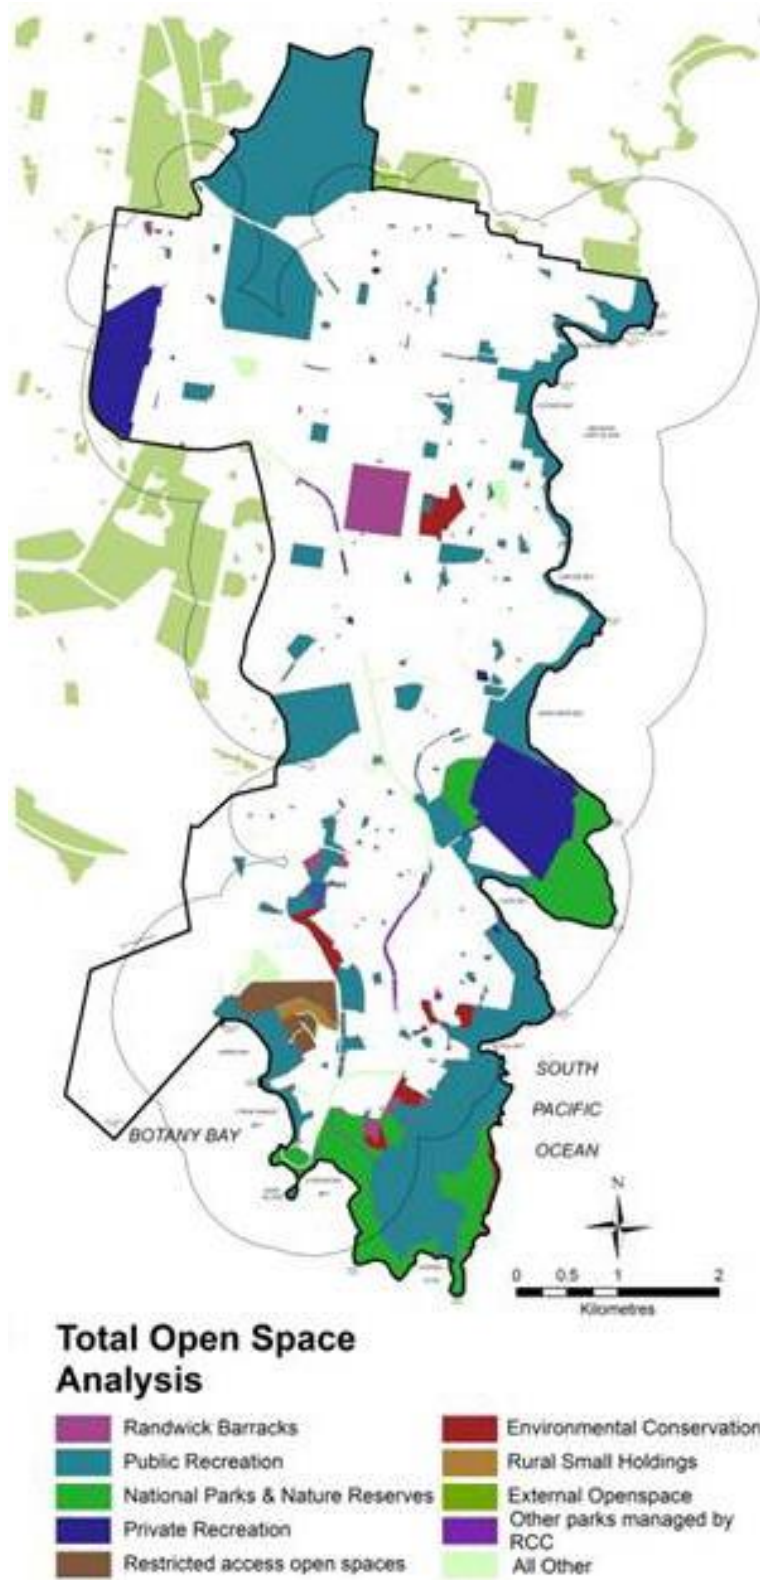 SOUTH
PACIFIC
OCEAN
BOTANY BAY
N
0 0.5 1 2
Kilometres
Total Open Space
Analysis
Randwick Barracks
Public Recreation
National Parks & Nature Reserves
Private Recreation
Restricted access open spaces
Environmental Conservation
Rural Small Holdings
External Openspace
Other parks managed by
RCC
All Other